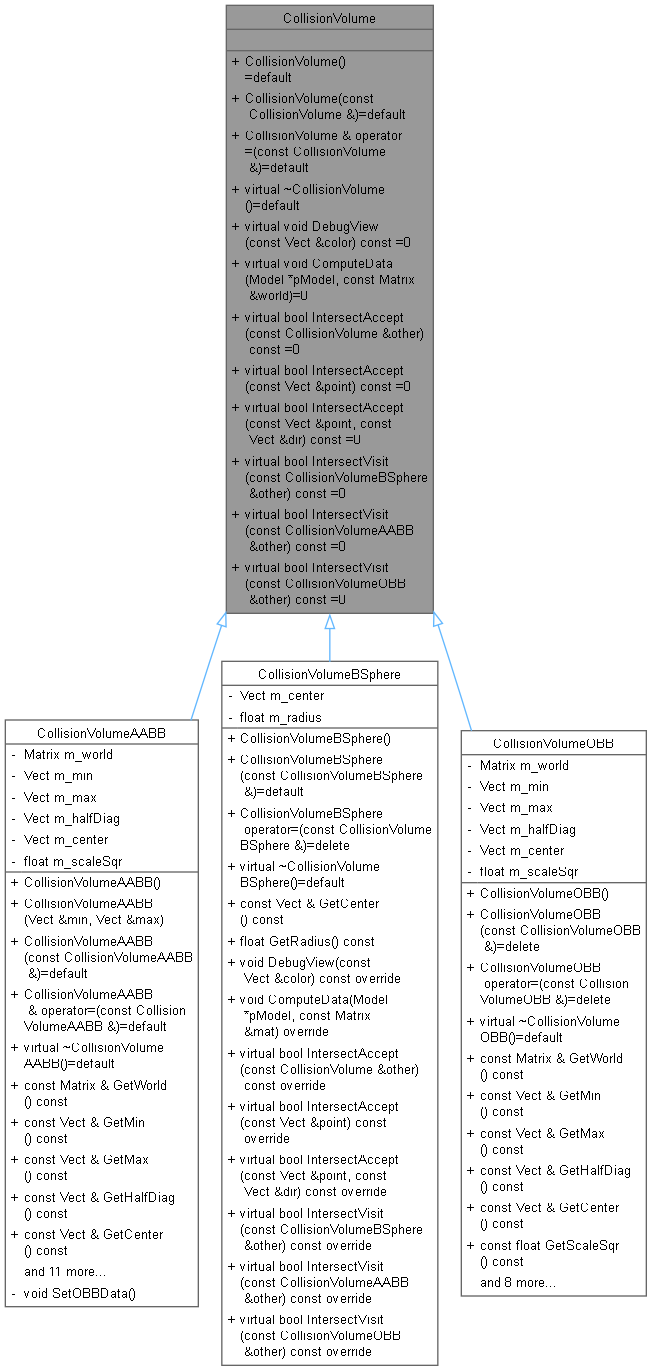 CollisionVolume
+ CollisionVolume()
=default
+ CollisionVolume(const
CollisionVolume &)=default
+ CollisionVolume & operator
=(const CollisionVolume
&)=default
+ virtual ~CollisionVolume
()=default
+ virtual void DebugView
(const Vect &color) const =0
+ virtual void ComputeData
(Model *pModel, const Matrix
&world)=0
+ virtual bool IntersectAccept
(const CollisionVolume &other)
const =0
+ virtual bool IntersectAccept
(const Vect &point) const =0
+ virtual bool IntersectAccept
(const Vect &point, const
Vect &dir) const =0
+ virtual bool IntersectVisit
(const CollisionVolumeBSphere
&other) const =0
+ virtual bool IntersectVisit
(const CollisionVolumeAABB
&other) const =0
+ virtual bool IntersectVisit
(const CollisionVolumeOBB
&other) const =0
CollisionVolumeAABB
- Matrix m_world
- Vect m_min
- Vect m_max
- Vect m_halfDiag
- Vect m_center
- float m_scaleSqr
+ CollisionVolumeAABB()
+ CollisionVolumeAABB
(Vect &min, Vect &max)
+ CollisionVolumeAABB
(const CollisionVolumeAABB
&)=default
+ CollisionVolumeAABB
& operator=(const Collision
VolumeAABB &)=default
+ virtual ~CollisionVolume
AABB()=default
+ const Matrix & GetWorld
() const
+ const Vect & GetMin
() const
+ const Vect & GetMax
() const
+ const Vect & GetHalfDiag
() const
+ const Vect & GetCenter
() const
and 11 more...
- void SetOBBData()
CollisionVolumeBSphere
- Vect m_center
- float m_radius
+ CollisionVolumeBSphere()
+ CollisionVolumeBSphere
(const CollisionVolumeBSphere
&)=default
+ CollisionVolumeBSphere
operator=(const CollisionVolume
BSphere &)=delete
+ virtual ~CollisionVolume
BSphere()=default
+ const Vect & GetCenter
() const
+ float GetRadius() const
+ void DebugView(const
Vect &color) const override
+ void ComputeData(Model
*pModel, const Matrix
&mat) override
+ virtual bool IntersectAccept
(const CollisionVolume &other)
const override
+ virtual bool IntersectAccept
(const Vect &point) const
override
+ virtual bool IntersectAccept
(const Vect &point, const
Vect &dir) const override
+ virtual bool IntersectVisit
(const CollisionVolumeBSphere
&other) const override
+ virtual bool IntersectVisit
(const CollisionVolumeAABB
&other) const override
+ virtual bool IntersectVisit
(const CollisionVolumeOBB
&other) const override
CollisionVolumeOBB
- Matrix m_world
- Vect m_min
- Vect m_max
- Vect m_halfDiag
- Vect m_center
- float m_scaleSqr
+ CollisionVolumeOBB()
+ CollisionVolumeOBB
(const CollisionVolumeOBB
&)=delete
+ CollisionVolumeOBB
operator=(const Collision
VolumeOBB &)=delete
+ virtual ~CollisionVolume
OBB()=default
+ const Matrix & GetWorld
() const
+ const Vect & GetMin
() const
+ const Vect & GetMax
() const
+ const Vect & GetHalfDiag
() const
+ const Vect & GetCenter
() const
+ const float GetScaleSqr
() const
and 8 more...